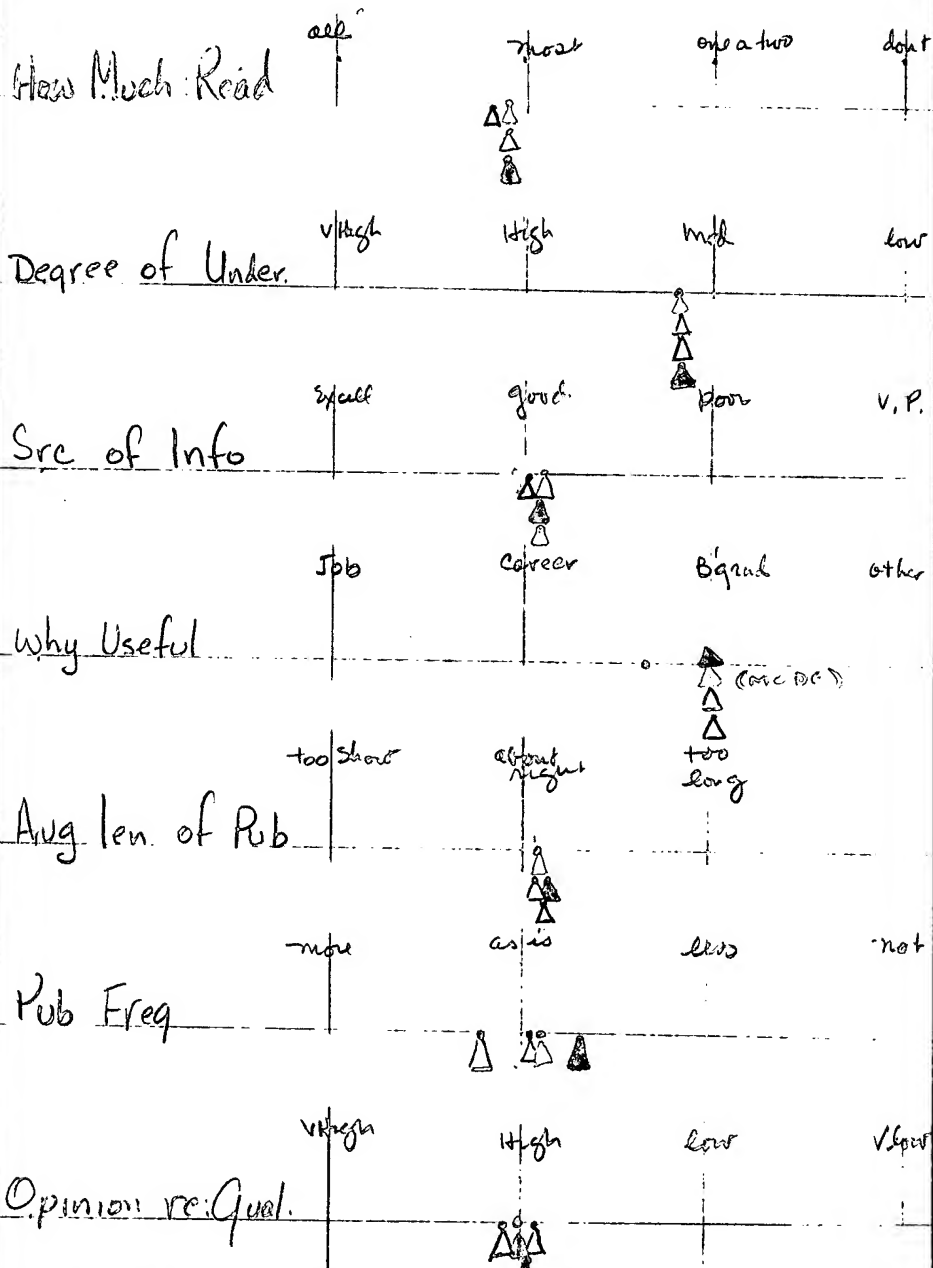 all most one a two dont
How Much Read
V High High Mid low
Degree of Under.
Excell good. poor V. P.
Src of Info
Job Career B'grnd other
Why Useful
too Short about right too long
Avg len. of Pub
more as is less not
Pub Freq
V High High low V. low
Opinion re: Qual.